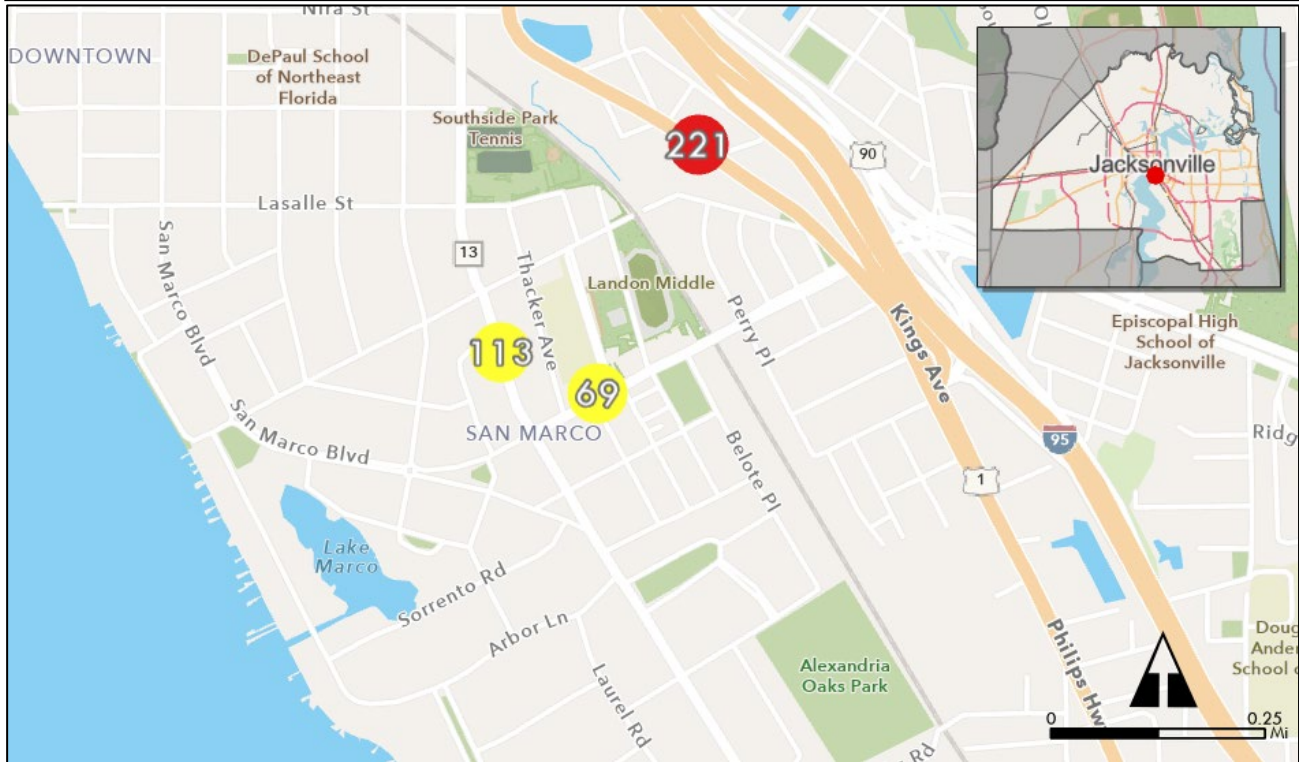 Nira St
DOWNTOWN
DePaul School
of Northeast
Florida
Southside Park
Tennis
221
90
Jacksonville
Lasalle St
San Marco Blvd
13
Thacker Ave
Landon Middle
Perry Pl
Kings Ave
Episcopal High
School of
Jacksonville
113
69
San Marco Blvd
SAN MARCO
Belote Pl
95
Ridg
1
Lake
Marco
Sorrento Rd
Arbor Ln
Laurel Rd
Alexandria
Oaks Park
Philips Hwy
Doug
Ander
School o
0
0.25
Mi
Rd